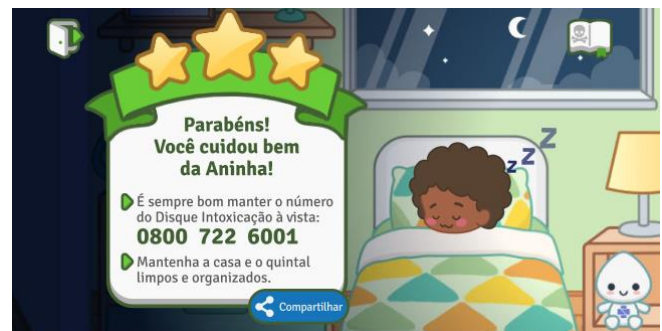 Parabéns!
Você cuidou bem
da Aninha!
É sempre bom manter o número
do Disque Intoxicação à vista:
0800 722 6001
Mantenha a casa e o quintal
limpos e organizados.
Compartilhar
z z Z